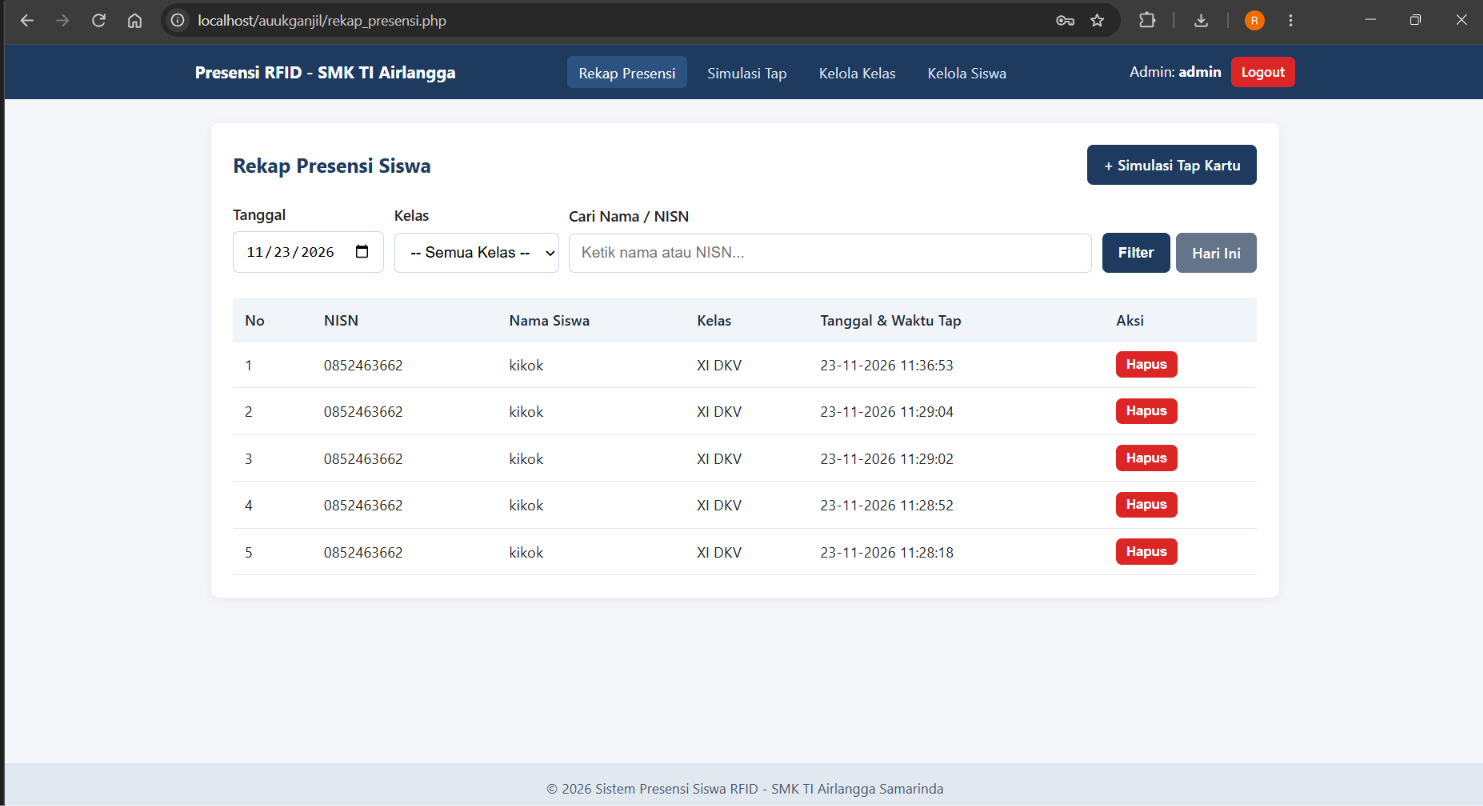 localhost/auukganjil/rekap_presensi.php
R
Presensi RFID - SMK TI Airlangga
Rekap Presensi
Simulasi Tap
Kelola Kelas
Kelola Siswa
Admin: admin
Logout
Rekap Presensi Siswa
+ Simulasi Tap Kartu
Tanggal
Kelas
Cari Nama / NISN
11/23/2026
-- Semua Kelas --
Ketik nama atau NISN...
Filter
Hari Ini
No NISN Nama Siswa Kelas Tanggal & Waktu Tap Aksi
1 0852463662 kikok XI DKV 23-11-2026 11:36:53 Hapus
2 0852463662 kikok XI DKV 23-11-2026 11:29:04 Hapus
3 0852463662 kikok XI DKV 23-11-2026 11:29:02 Hapus
4 0852463662 kikok XI DKV 23-11-2026 11:28:52 Hapus
5 0852463662 kikok XI DKV 23-11-2026 11:28:18 Hapus
© 2026 Sistem Presensi Siswa RFID - SMK TI Airlangga Samarinda